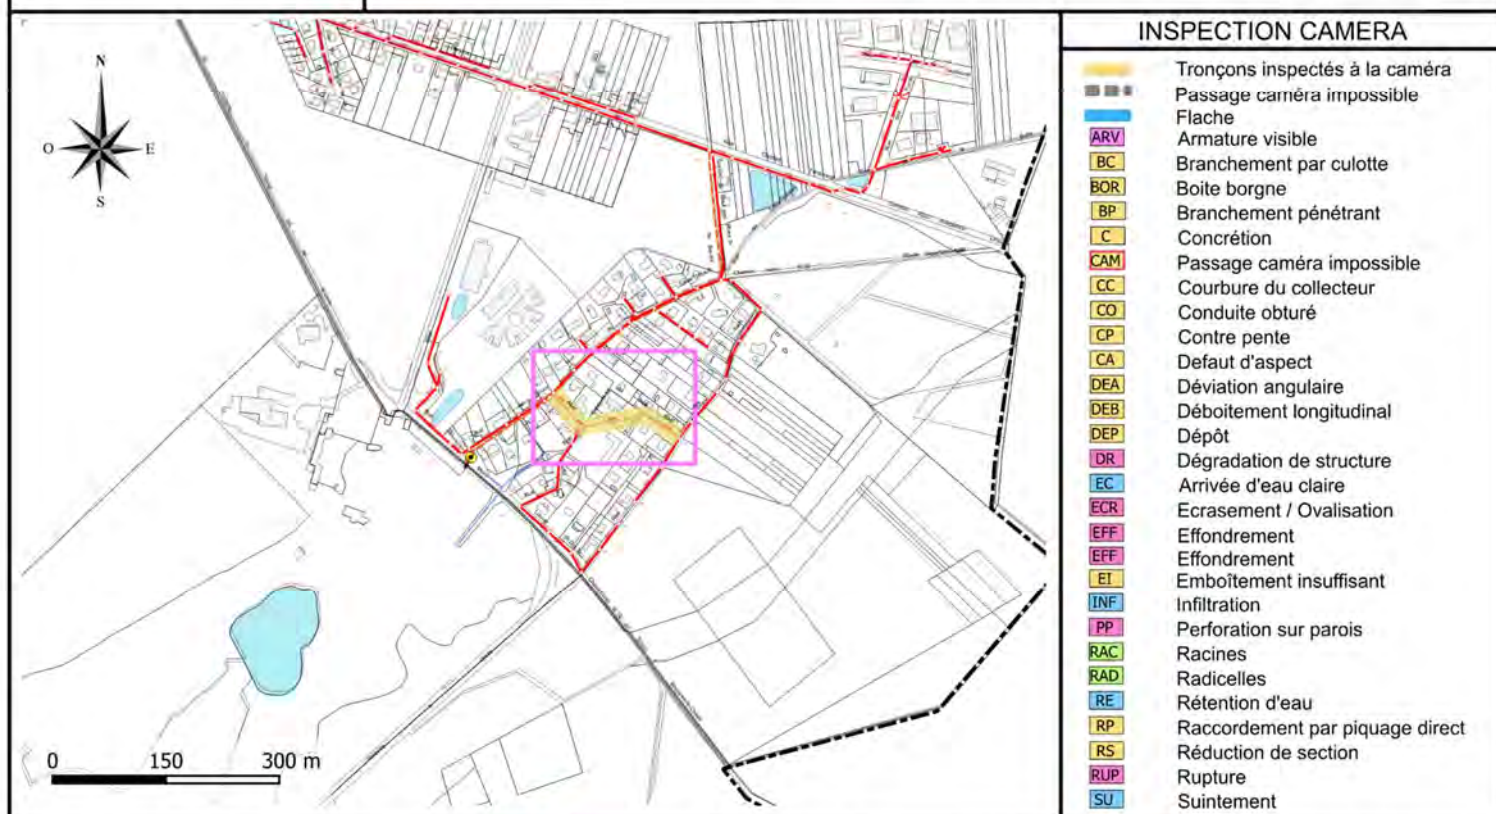 N
O
E
S
0 150 300 m
INSPECTION CAMERA
Tronçons inspectés à la caméra
Passage caméra impossible
Flache
ARV Armature visible
BC Branchement par culotte
BOR Boite borgne
BP Branchement pénétrant
C Concrétion
CAM Passage caméra impossible
CC Courbure du collecteur
CO Conduite obturé
CP Contre pente
CA Defaut d'aspect
DEA Déviation angulaire
DEB Déboitement longitudinal
DEP Dépôt
DR Dégradation de structure
EC Arrivée d'eau claire
ECR Ecrasement / Ovalisation
EFF Effondrement
EFF Effondrement
EI Emboîtement insuffisant
INF Infiltration
PP Perforation sur parois
RAC Racines
RAD Radicelles
RE Rétention d'eau
RP Raccordement par piquage direct
RS Réduction de section
RUP Rupture
SU Suintement